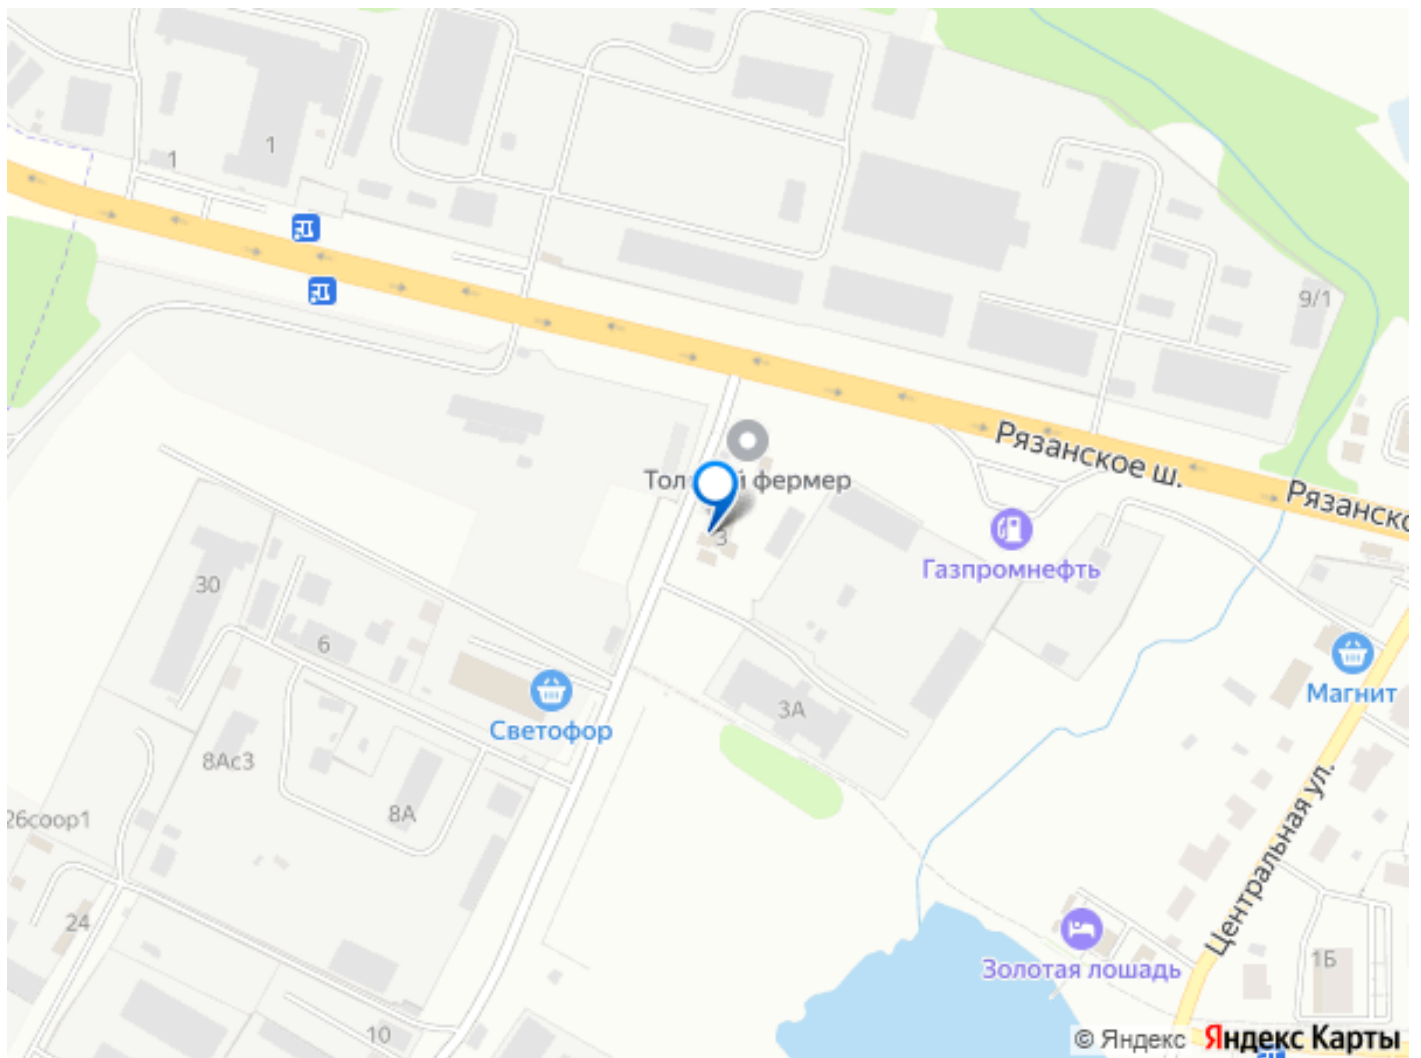 1
1
9/1
Рязанское ш.
Рязанско
Тол й фермер
3
Газпромнефть
30
6
Магнит
3А
Светофор
8Ас3
8А
26соор1
Центральная ул.
24
1Б
Золотая лошадь
10
© Яндекс Яндекс Карты